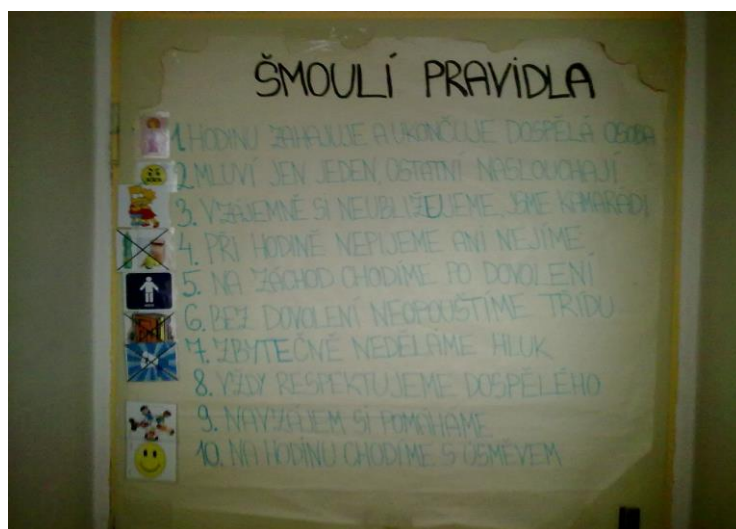 ŠMOULÍ PRAVIDLA
1. HODINU ZAHAJUJE A UKONČUJE DOSPĚLÁ OSOBA
2. MLUVÍ JEN JEDEN, OSTATNÍ NASLOUCHAJÍ
3. VZÁJEMNĚ SI NEUBLIŽUJEME, JSME KAMARÁDI
4. PŘI HODINĚ NEPIJEME ANI NEJÍME
5. NA ZÁCHOD CHODÍME PO DOVOLENÍ
6. BEZ DOVOLENÍ NEOPOUŠTÍME TŘÍDU
7. ZBYTEČNĚ NEDĚLÁME HLUK
8. VŽDY RESPEKTUJEME DOSPĚLÉHO
9. NAVZÁJEM SI POMÁHÁME
10. NA HODINU CHODÍME S ÚSMĚVEM